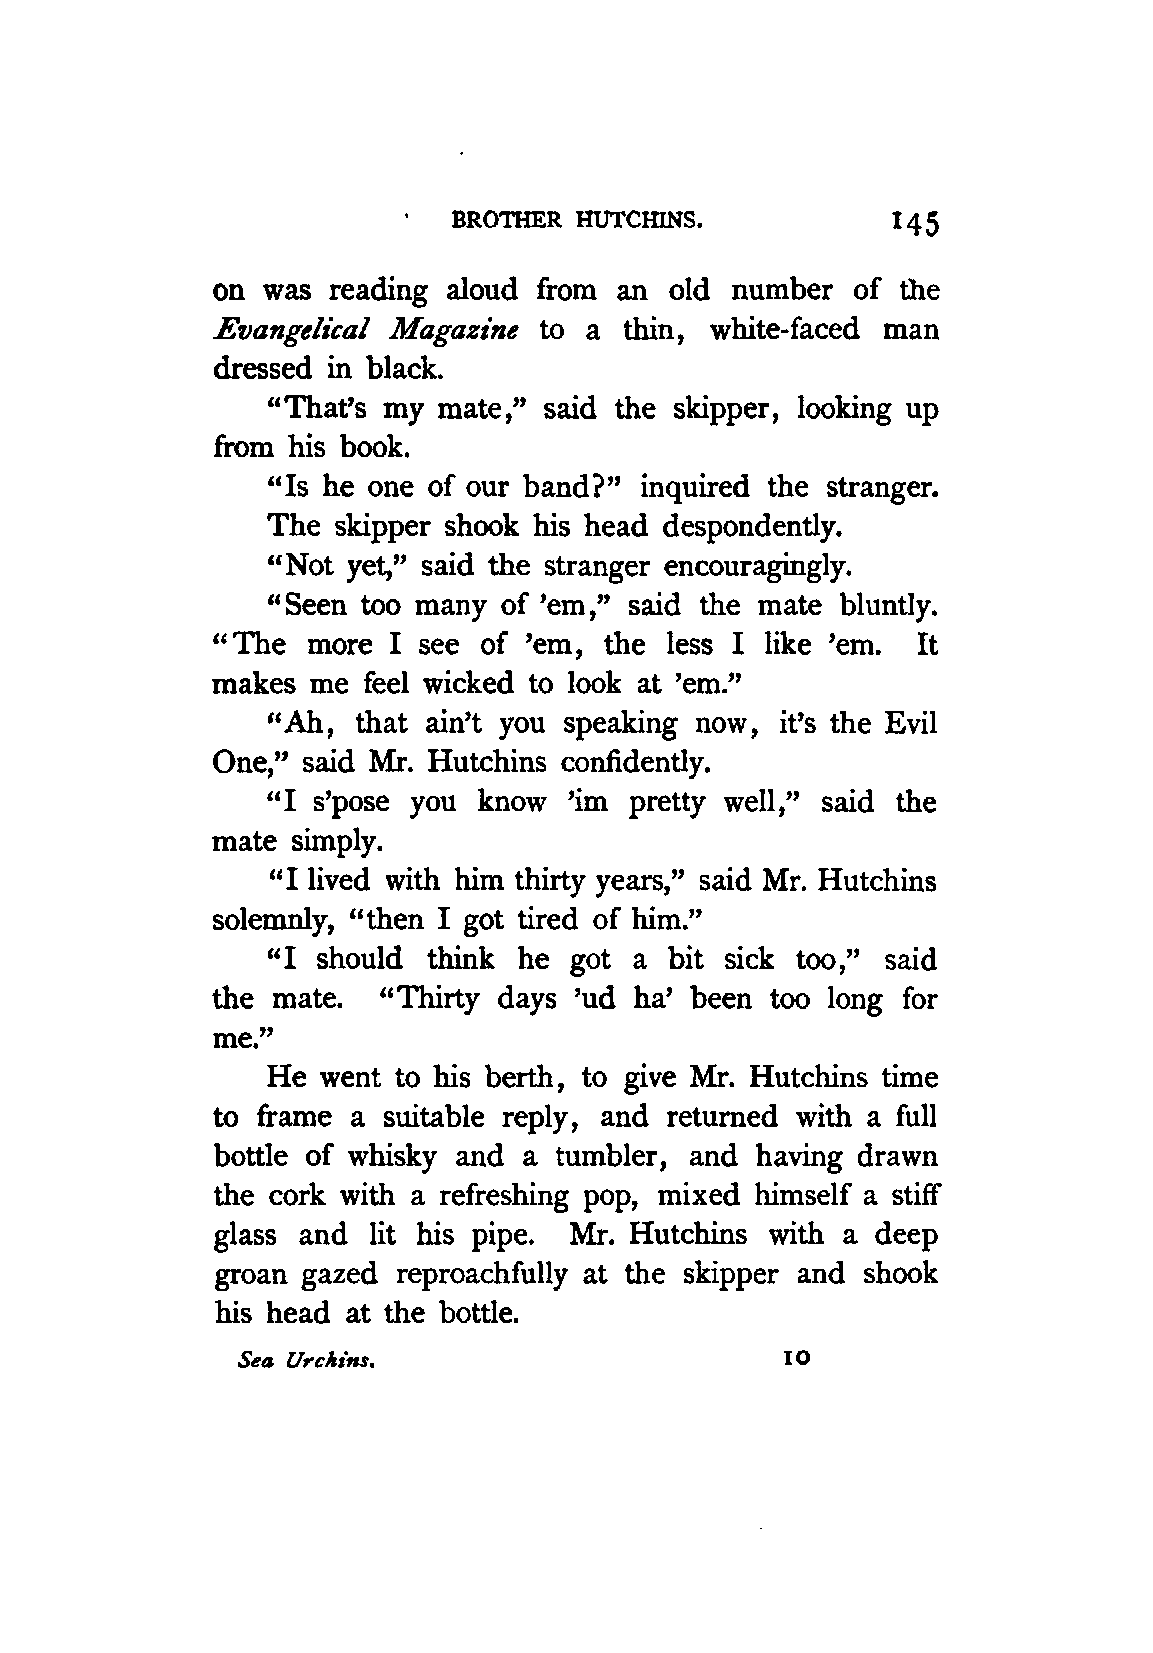 BROTHER HUTCHINS. 145
on was reading aloud from an old number of the
Evangelical Magazine to a thin, white-faced man
dressed in black.
“That’s my mate,” said the skipper, looking up
from his book.
“Is he one of our band?” inquired the stranger.
The skipper shook his head despondently.
“Not yet,” said the stranger encouragingly.
“Seen too many of ’em,” said the mate bluntly.
“The more I see of ’em, the less I like ’em. It
makes me feel wicked to look at ’em.”
“Ah, that ain’t you speaking now, it’s the Evil
One,” said Mr. Hutchins confidently.
“I s’pose you know ’im pretty well,” said the
mate simply.
“I lived with him thirty years,” said Mr. Hutchins
solemnly, “then I got tired of him.”
“I should think he got a bit sick too,” said
the mate. “Thirty days ’ud ha’ been too long for
me.”
He went to his berth, to give Mr. Hutchins time
to frame a suitable reply, and returned with a full
bottle of whisky and a tumbler, and having drawn
the cork with a refreshing pop, mixed himself a stiff
glass and lit his pipe. Mr. Hutchins with a deep
groan gazed reproachfully at the skipper and shook
his head at the bottle.
Sea Urchins. 10